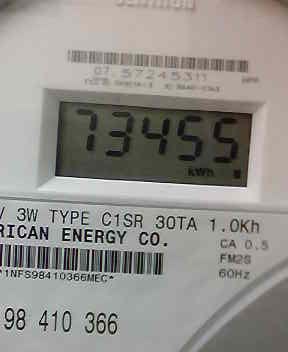 07.57245311
73455
kWh
V 3W TYPE C1SR 30TA 1.0Kh
RICAN ENERGY CO.
CA 0.5
FM2S
60Hz
*1NFS98410366MEC*
98 410 366